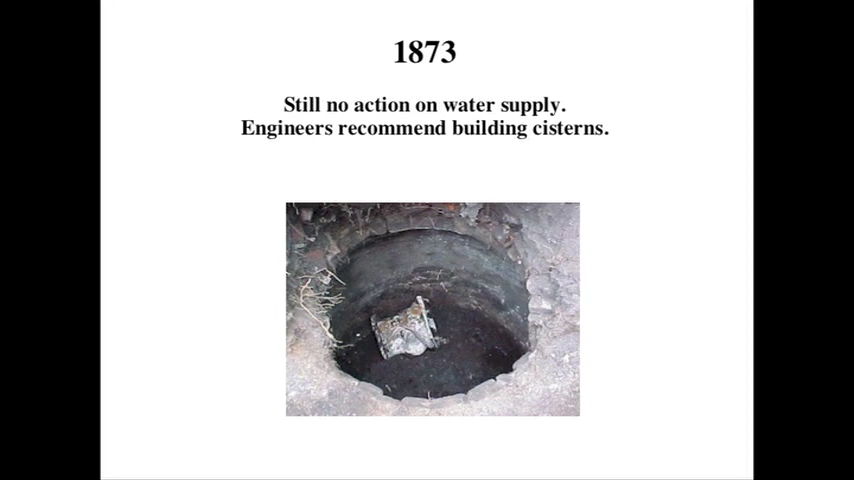 1873
Still no action on water supply.
Engineers recommend building cisterns.